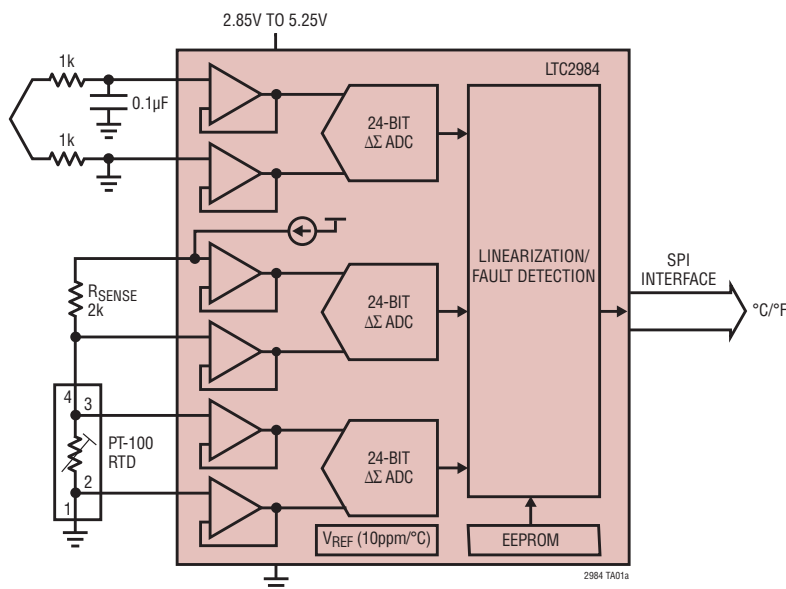 2.85V TO 5.25V
LTC2984
1k
0.1µF
1k
24-BIT
ΔΣ ADC
LINEARIZATION/
FAULT DETECTION
SPI
INTERFACE
°C/°F
RSENSE
2k
24-BIT
ΔΣ ADC
4
3
PT-100
RTD
2
1
24-BIT
ΔΣ ADC
VREF (10ppm/°C)
EEPROM
2984 TA01a